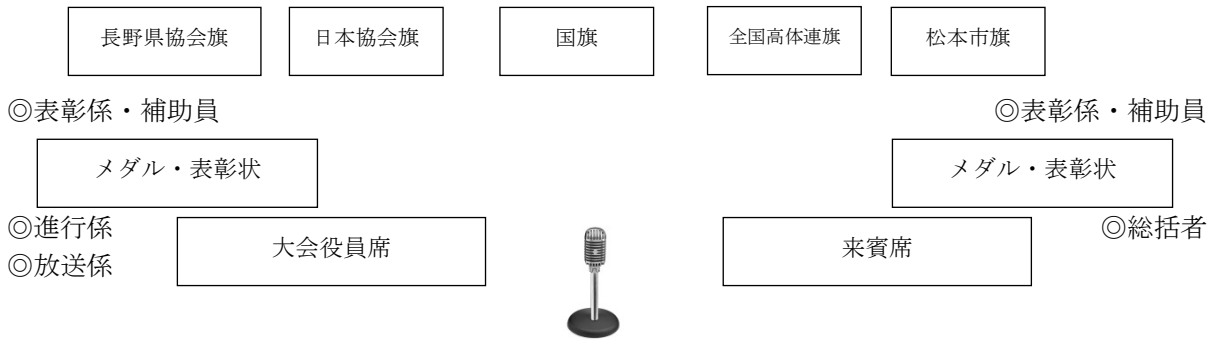 長野県協会旗 日本協会旗 国旗 全国高体連旗 松本市旗
◎表彰係・補助員 ◎表彰係・補助員
メダル・表彰状 メダル・表彰状
◎進行係 大会役員席 来賓席 ◎総括者
◎放送係